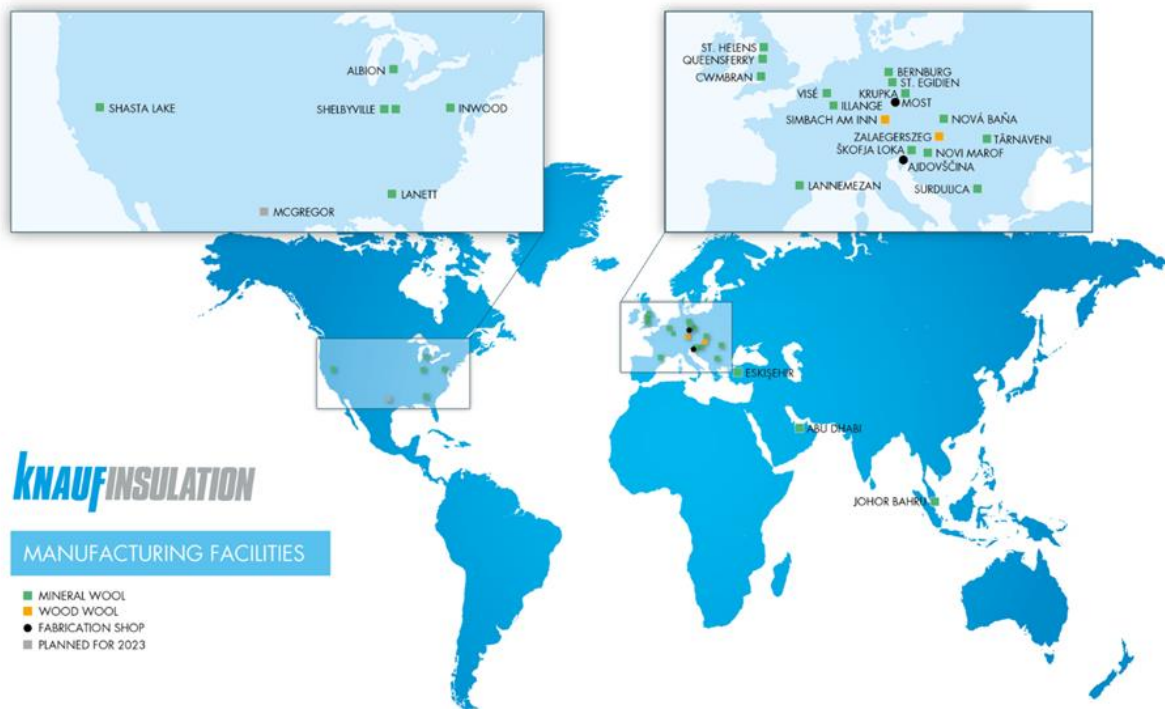 ALBION
SHASTA LAKE
SHELBYVILLE
INWOOD
LANETT
MCGREGOR
ST. HELENS
QUEENSFERRY
CWMBRAN
BERNBURG
ST. EGIDIEN
VISÉ
KRUPKA
MOST
ILLANGE
SIMBACH AM INN
NOVÁ BAŇA
ZALAEGERSZEG
TÂRNAVENI
ŠKOFJA LOKA
NOVI MAROF
AJDOVŠČINA
LANNEMEZAN
SURDULICA
ESKIŞEHIR
ABU DHABI
JOHOR BAHRU
KNAUFINSULATION
MANUFACTURING FACILITIES
MINERAL WOOL
WOOD WOOL
FABRICATION SHOP
PLANNED FOR 2023